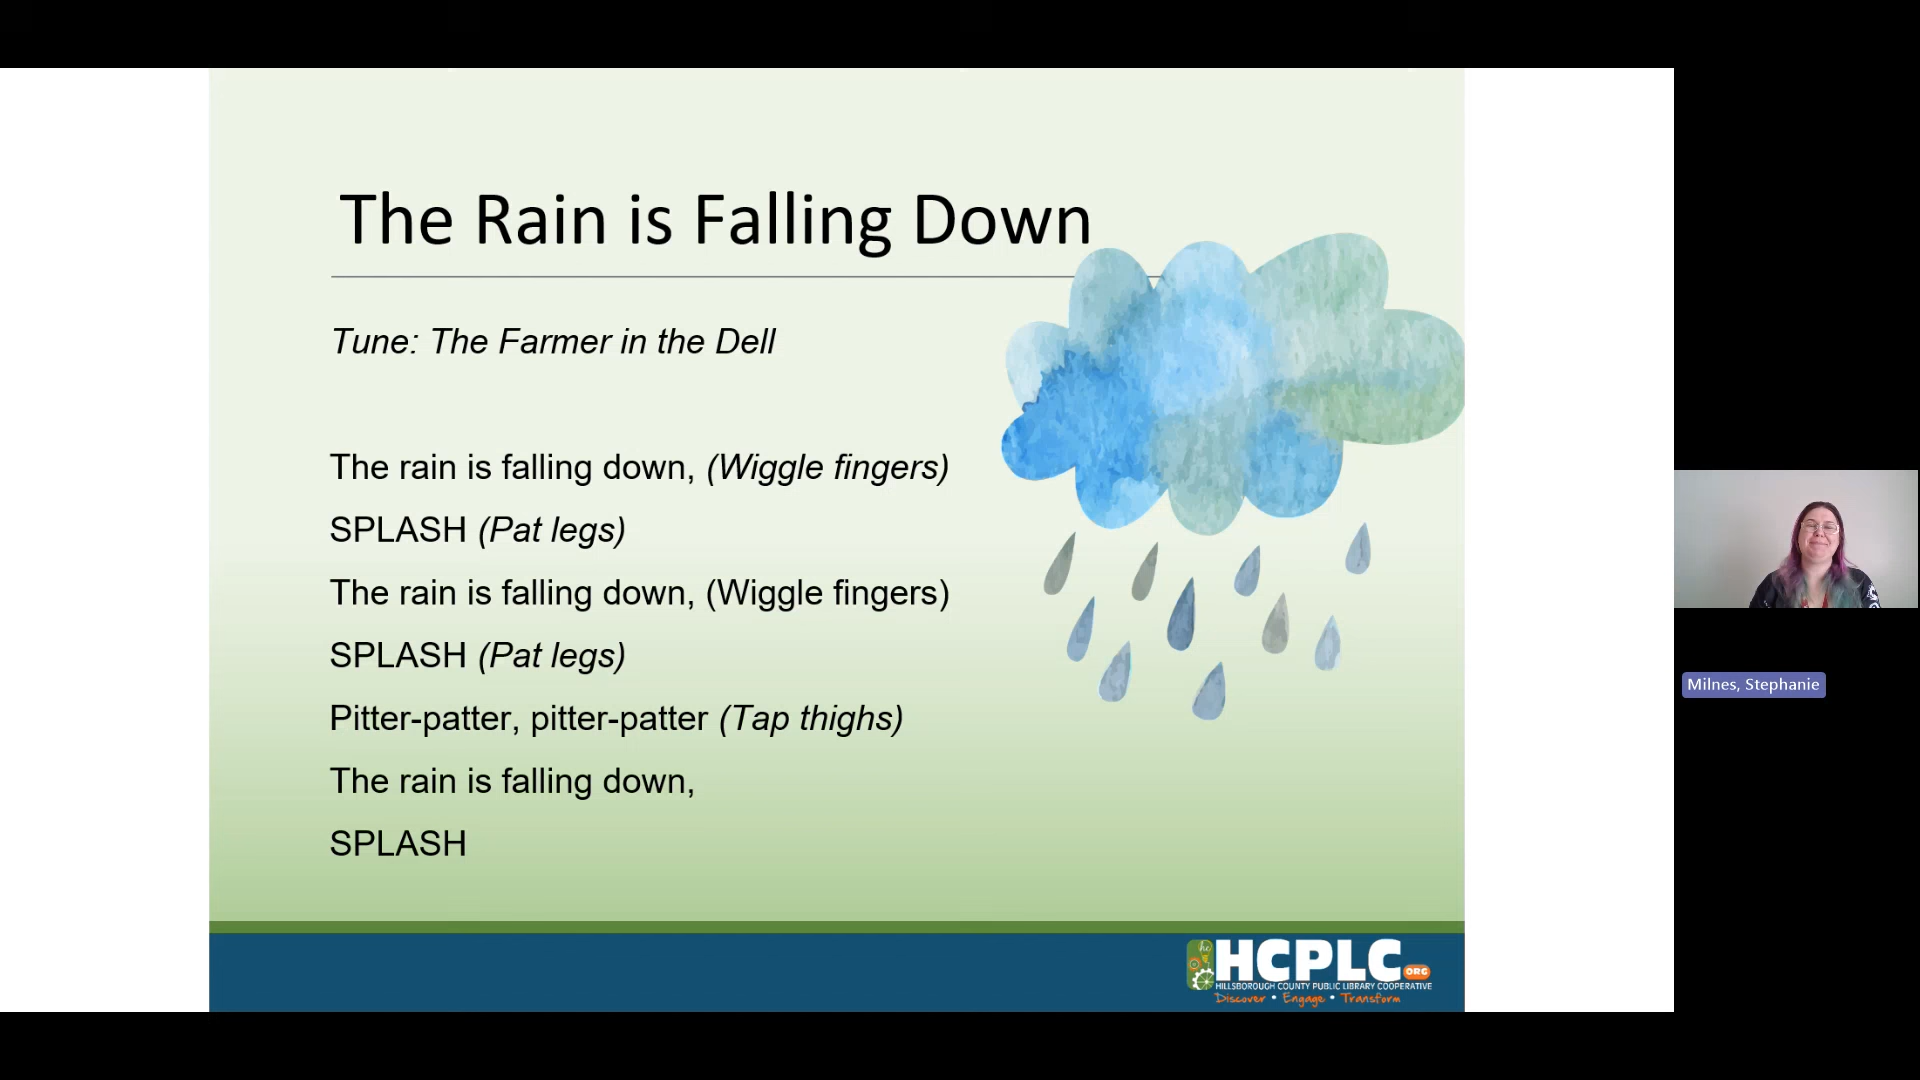 The Rain is Falling Down
Tune: The Farmer in the Dell
The rain is falling down, (Wiggle fingers)
SPLASH (Pat legs)
The rain is falling down, (Wiggle fingers)
SPLASH (Pat legs)
Pitter-patter, pitter-patter (Tap thighs)
The rain is falling down,
SPLASH
Milnes, Stephanie
hc
HCPLC.ORG
HILLSBOROUGH COUNTY PUBLIC LIBRARY COOPERATIVE
Discover • Engage • Transform